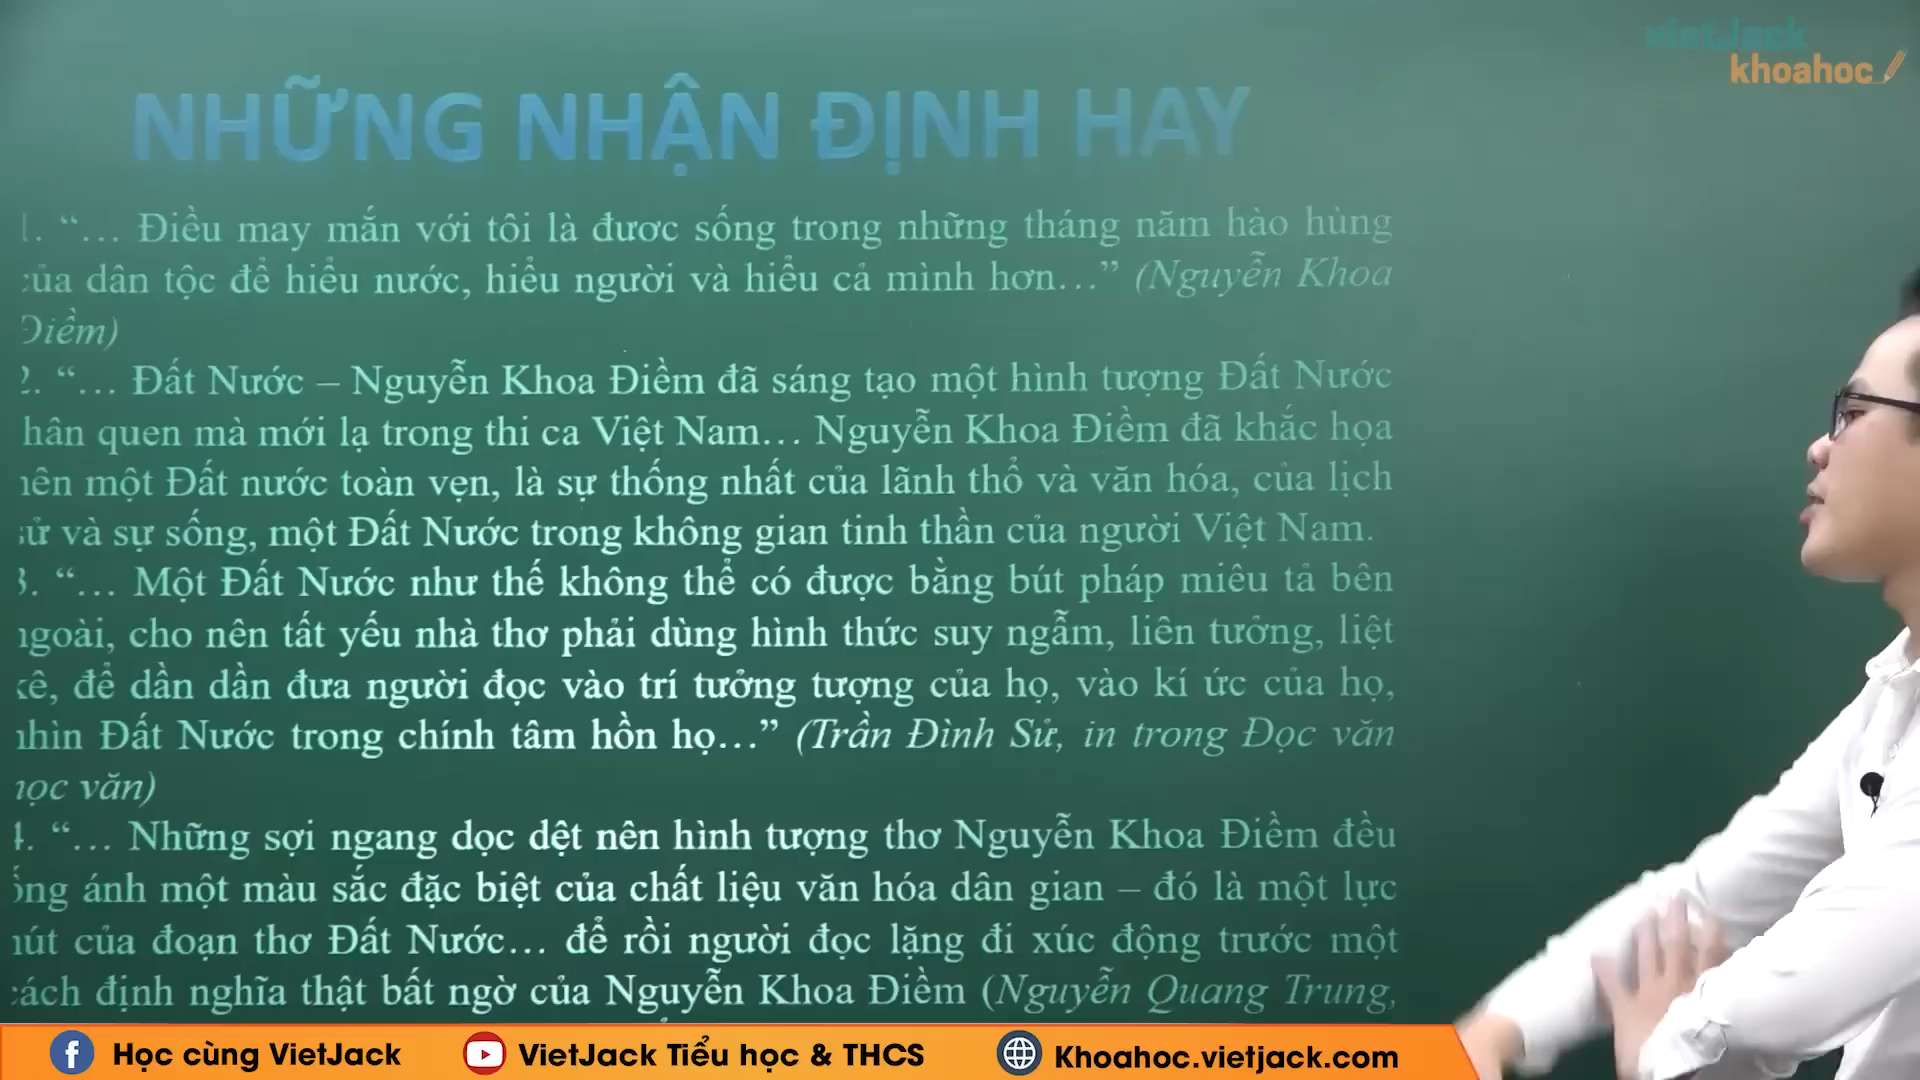 vietJack
khoahoc
NHỮNG NHẬN ĐỊNH HAY
1. “… Điều may mắn với tôi là đươc sống trong những tháng năm hào hùng
của dân tộc để hiểu nước, hiểu người và hiểu cả mình hơn…” (Nguyễn Khoa
Điềm)
2. “… Đất Nước – Nguyễn Khoa Điềm đã sáng tạo một hình tượng Đất Nước
thân quen mà mới lạ trong thi ca Việt Nam… Nguyễn Khoa Điềm đã khắc họa
nên một Đất nước toàn vẹn, là sự thống nhất của lãnh thổ và văn hóa, của lịch
sử và sự sống, một Đất Nước trong không gian tinh thần của người Việt Nam.
3. “… Một Đất Nước như thế không thể có được bằng bút pháp miêu tả bên
ngoài, cho nên tất yếu nhà thơ phải dùng hình thức suy ngẫm, liên tưởng, liệt
kê, để dần dần đưa người đọc vào trí tưởng tượng của họ, vào kí ức của họ,
nhìn Đất Nước trong chính tâm hồn họ…” (Trần Đình Sử, in trong Đọc văn
học văn)
4. “… Những sợi ngang dọc dệt nên hình tượng thơ Nguyễn Khoa Điềm đều
óng ánh một màu sắc đặc biệt của chất liệu văn hóa dân gian – đó là một lực
hút của đoạn thơ Đất Nước… để rồi người đọc lặng đi xúc động trước một
cách định nghĩa thật bất ngờ của Nguyễn Khoa Điềm (Nguyễn Quang Trung,
Học cùng VietJack
VietJack Tiểu học & THCS
Khoahoc.vietjack.com